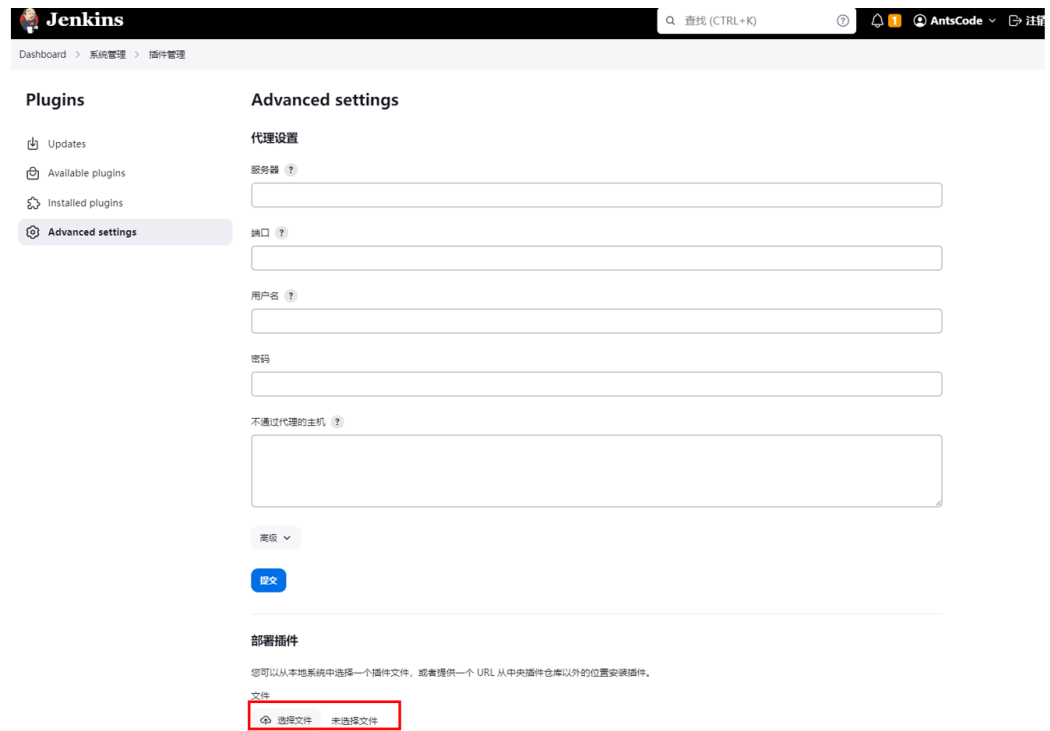 Jenkins
查找 (CTRL+K)
1
AntsCode
注销
Dashboard > 系统管理 > 插件管理
Plugins
Updates
Available plugins
Installed plugins
Advanced settings
Advanced settings
代理设置
服务器 ?
端口 ?
用户名 ?
密码
不通过代理的主机 ?
高级
提交
部署插件
您可以从本地系统中选择一个插件文件，或者提供一个 URL 从中央插件仓库以外的位置安装插件。
文件
选择文件 未选择文件